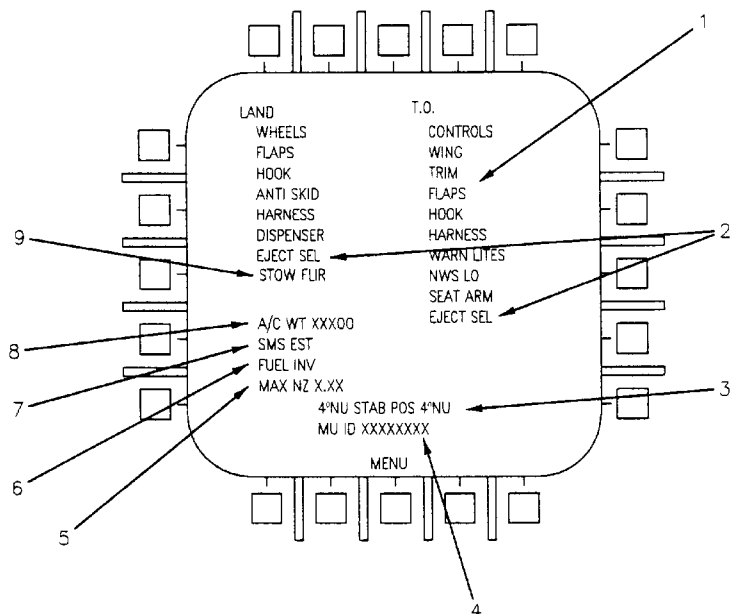 1
LAND
WHEELS
FLAPS
HOOK
ANTI SKID
HARNESS
DISPENSER
EJECT SEL
STOW FLIR
T.O.
CONTROLS
WING
TRIM
FLAPS
HOOK
HARNESS
WARN LITES
NWS LO
SEAT ARM
EJECT SEL
2
9
A/C WT XXX00
SMS EST
FUEL INV
MAX NZ X.XX
8
7
6
5
4°NU STAB POS 4°NU
MU ID XXXXXXXX
3
MENU
4